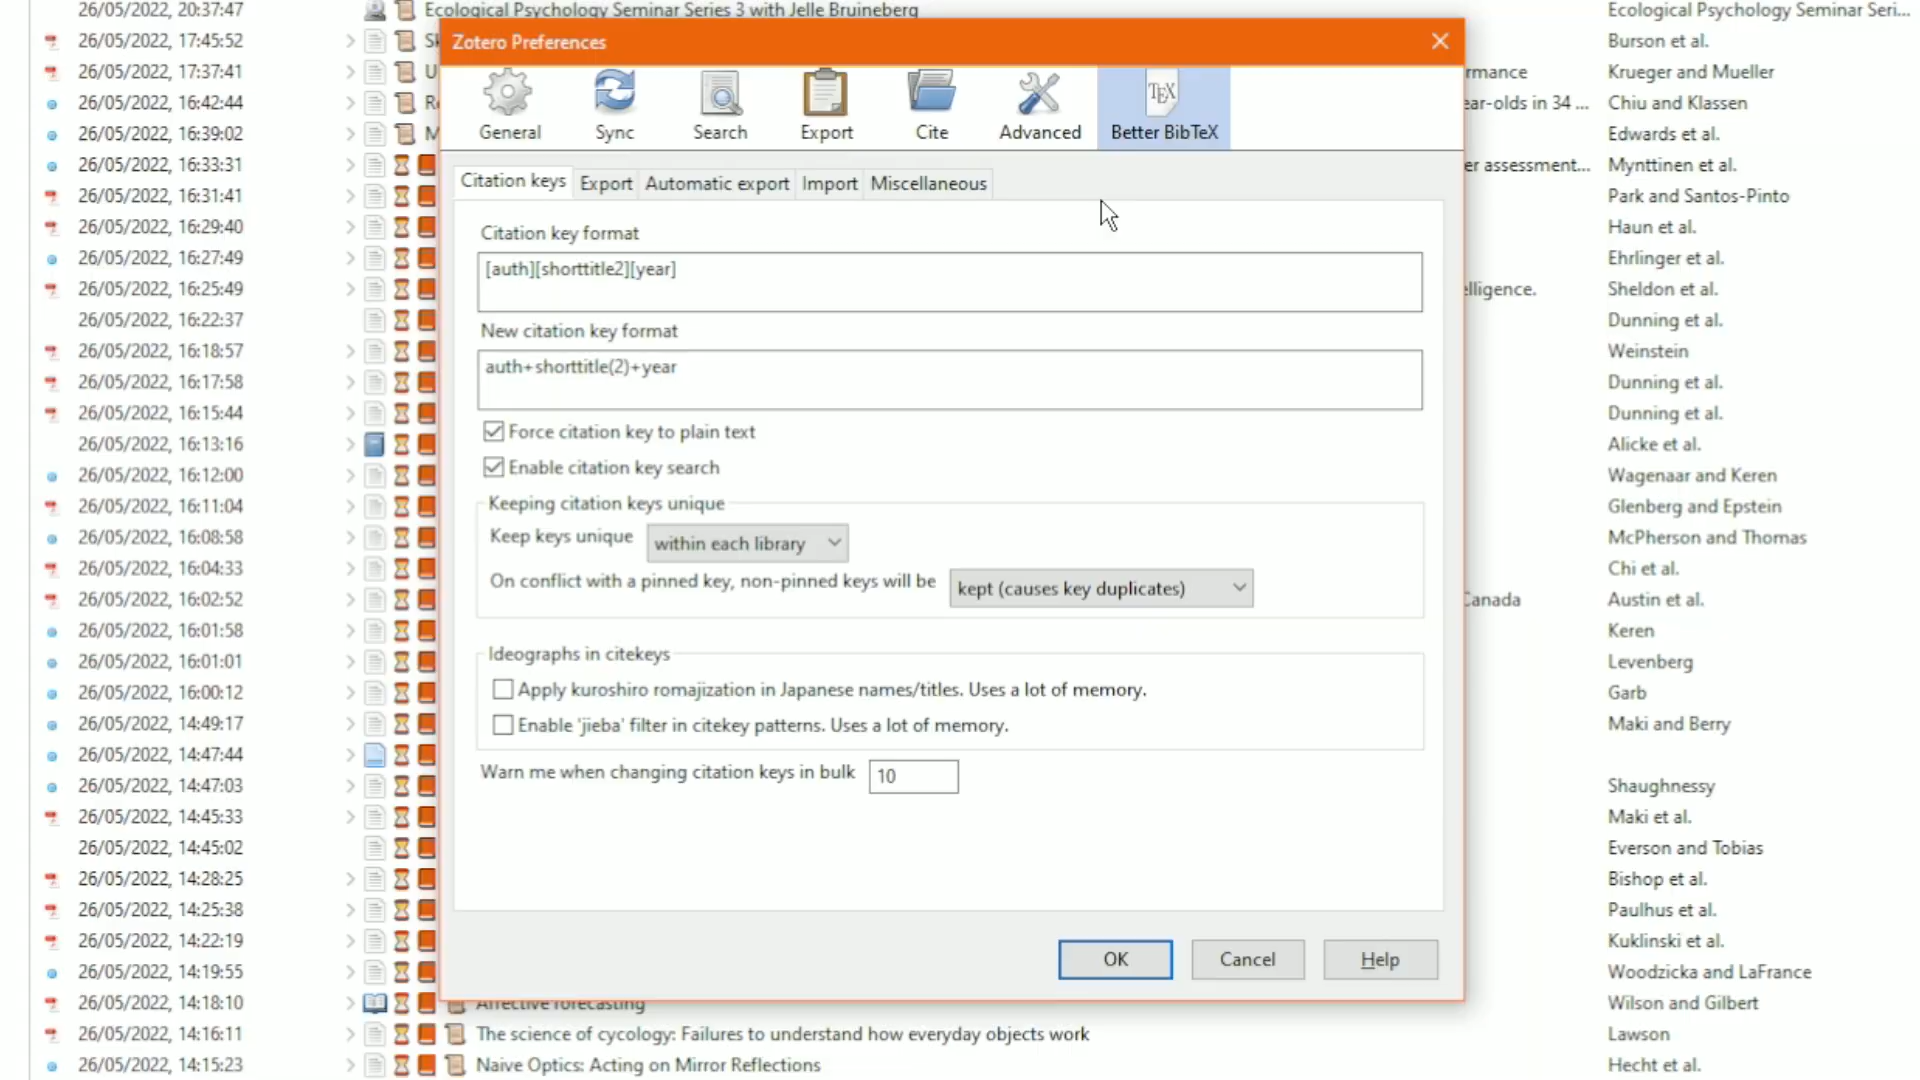 26/05/2022, 20:37:47 Ecological Psychology Seminar Series 3 with Jelle Bruineberg Ecological Psychology Seminar Seri...
Zotero Preferences
26/05/2022, 17:45:52 Burson et al.
26/05/2022, 17:37:41 U rmance Krueger and Mueller
26/05/2022, 16:42:44 ear-olds in 34 ... Chiu and Klassen
General Sync Search Export Cite Advanced Better BibTeX
26/05/2022, 16:39:02 M Edwards et al.
26/05/2022, 16:33:31 er assessment... Mynttinen et al.
Citation keys Export Automatic export Import Miscellaneous
26/05/2022, 16:31:41 Park and Santos-Pinto
26/05/2022, 16:29:40 Haun et al.
Citation key format
26/05/2022, 16:27:49 Ehrlinger et al.
[auth][shorttitle2][year]
26/05/2022, 16:25:49 elligence. Sheldon et al.
26/05/2022, 16:22:37 Dunning et al.
New citation key format
26/05/2022, 16:18:57 Weinstein
auth+shorttitle(2)+year
26/05/2022, 16:17:58 Dunning et al.
26/05/2022, 16:15:44 Dunning et al.
Force citation key to plain text
26/05/2022, 16:13:16 Alicke et al.
Enable citation key search
26/05/2022, 16:12:00 Wagenaar and Keren
Keeping citation keys unique
26/05/2022, 16:11:04 Glenberg and Epstein
Keep keys unique within each library
26/05/2022, 16:08:58 McPherson and Thomas
26/05/2022, 16:04:33 Chi et al.
On conflict with a pinned key, non-pinned keys will be kept (causes key duplicates)
26/05/2022, 16:02:52 Canada Austin et al.
26/05/2022, 16:01:58 Keren
Ideographs in citekeys
26/05/2022, 16:01:01 Levenberg
Apply kuroshiro romajization in Japanese names/titles. Uses a lot of memory.
26/05/2022, 16:00:12 Garb
Enable 'jieba' filter in citekey patterns. Uses a lot of memory.
26/05/2022, 14:49:17 Maki and Berry
26/05/2022, 14:47:44
Warn me when changing citation keys in bulk 10
26/05/2022, 14:47:03 Shaughnessy
26/05/2022, 14:45:33 Maki et al.
26/05/2022, 14:45:02 Everson and Tobias
26/05/2022, 14:28:25 Bishop et al.
26/05/2022, 14:25:38 Paulhus et al.
26/05/2022, 14:22:19 Kuklinski et al.
OK Cancel Help
26/05/2022, 14:19:55 Woodzicka and LaFrance
26/05/2022, 14:18:10 Affective forecasting Wilson and Gilbert
26/05/2022, 14:16:11 The science of cycology: Failures to understand how everyday objects work Lawson
26/05/2022, 14:15:23 Naive Optics: Acting on Mirror Reflections Hecht et al.